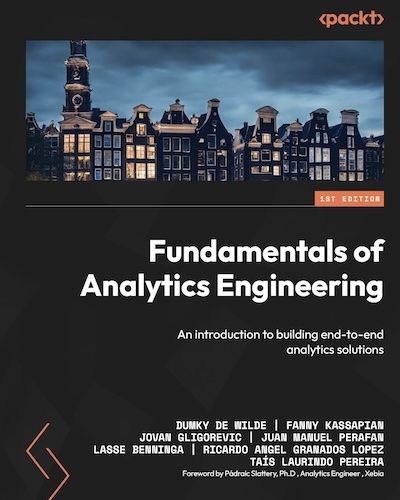 <packt>
1ST EDITION
Fundamentals of
Analytics Engineering
An introduction to building end-to-end
analytics solutions
DUMKY DE WILDE | FANNY KASSAPIAN
JOVAN GLIGOREVIC | JUAN MANUEL PERAFAN
LASSE BENNINGA | RICARDO ANGEL GRANADOS LOPEZ
TAÍS LAURINDO PEREIRA
Foreword by Pádraic Slattery, Ph.D , Analytics Engineer , Xebia